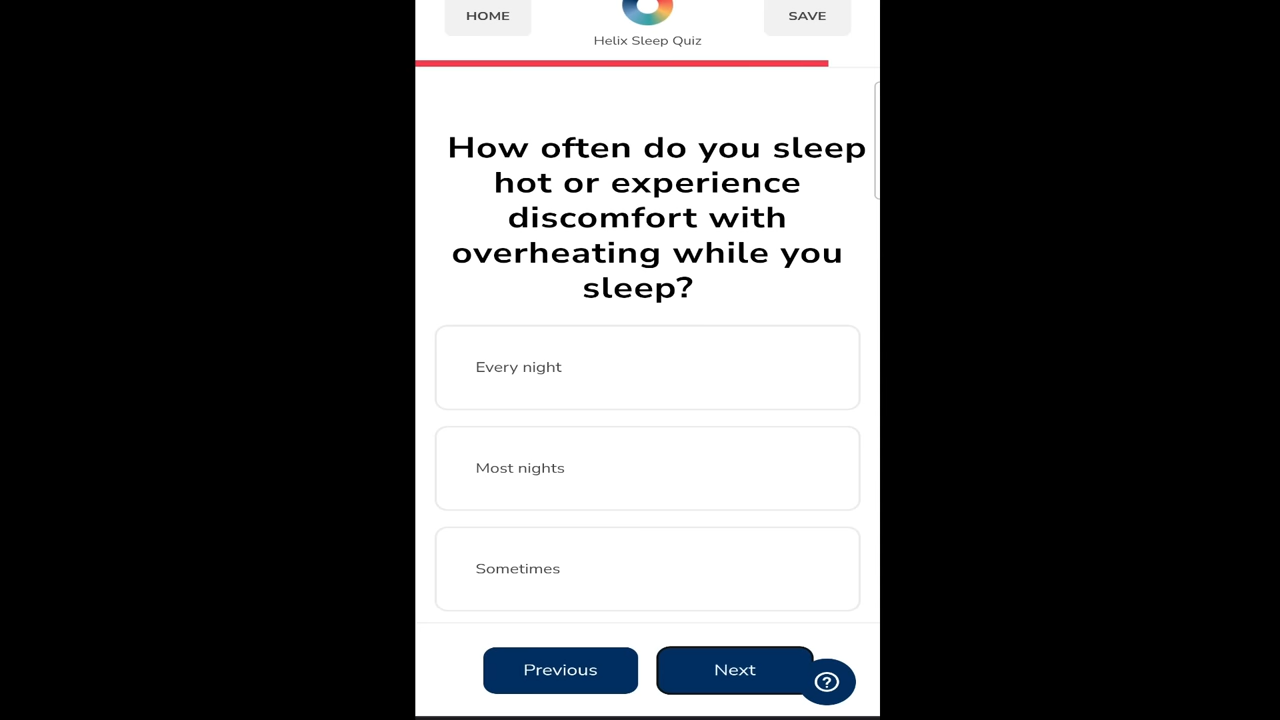 HOME
SAVE
Helix Sleep Quiz
How often do you sleep
hot or experience
discomfort with
overheating while you
sleep?
Every night
Most nights
Sometimes
Previous
Next
?